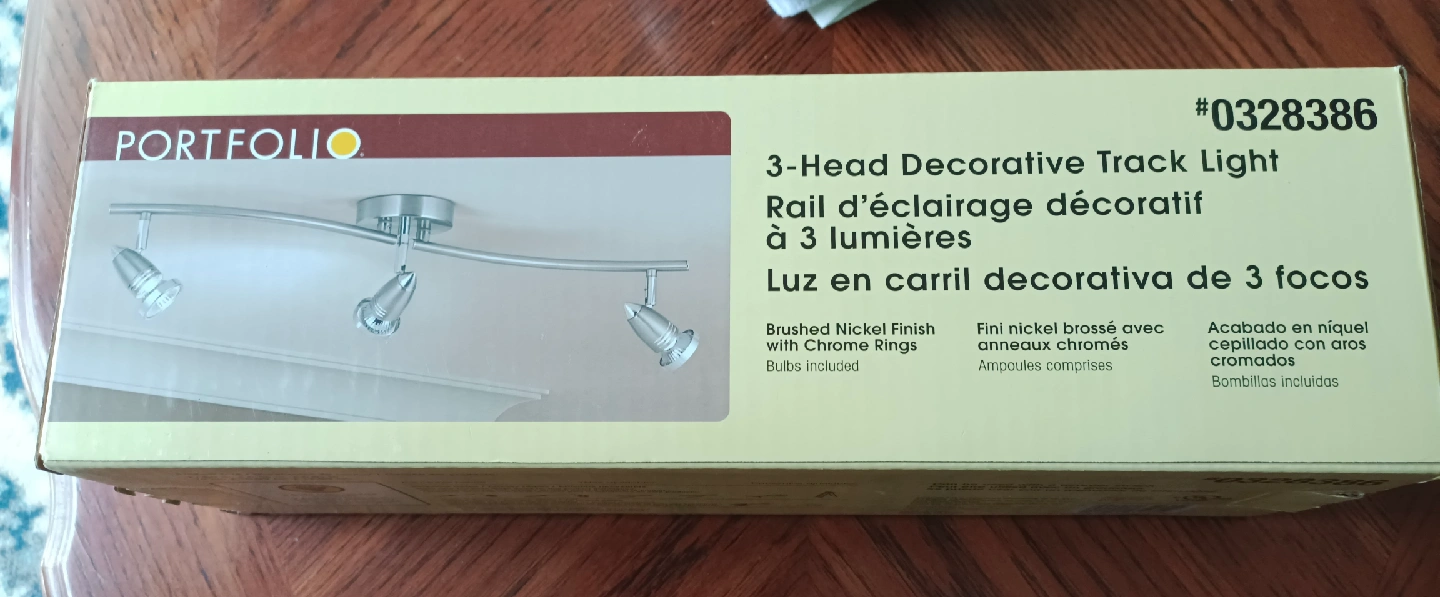 PORTFOLIO
#0328386
3-Head Decorative Track Light
Rail d'éclairage décoratif
à 3 lumières
Luz en carril decorativa de 3 focos
Brushed Nickel Finish
with Chrome Rings
Bulbs included
Fini nickel brossé avec
anneaux chromés
Ampoules comprises
Acabado en níquel
cepillado con aros
cromados
Bombillas incluidas
#0328386